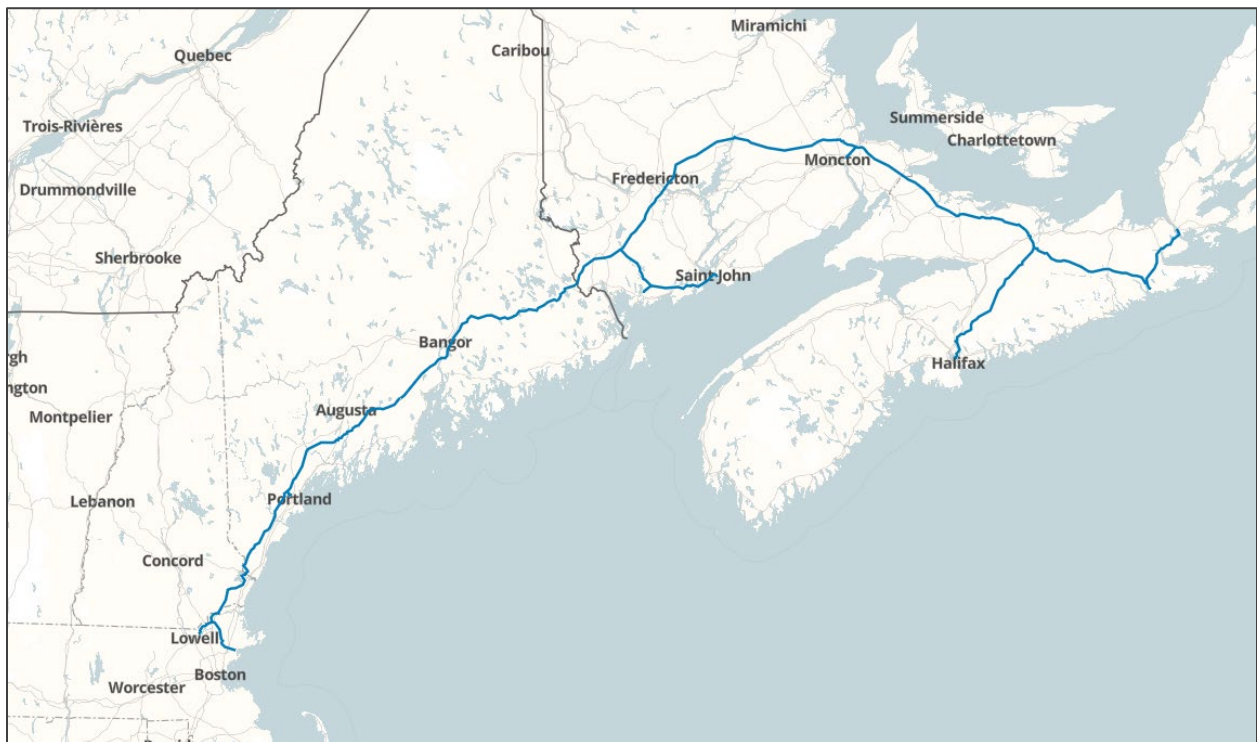 Miramichi
Quebec
Caribou
Summerside
Trois-Rivières
Charlottetown
Moncton
Drummondville
Fredericton
Sherbrooke
Saint John
Bangor
rgh
Halifax
ngton
Montpelier
Augusta
Lebanon
Portland
Concord
Lowell
Boston
Worcester